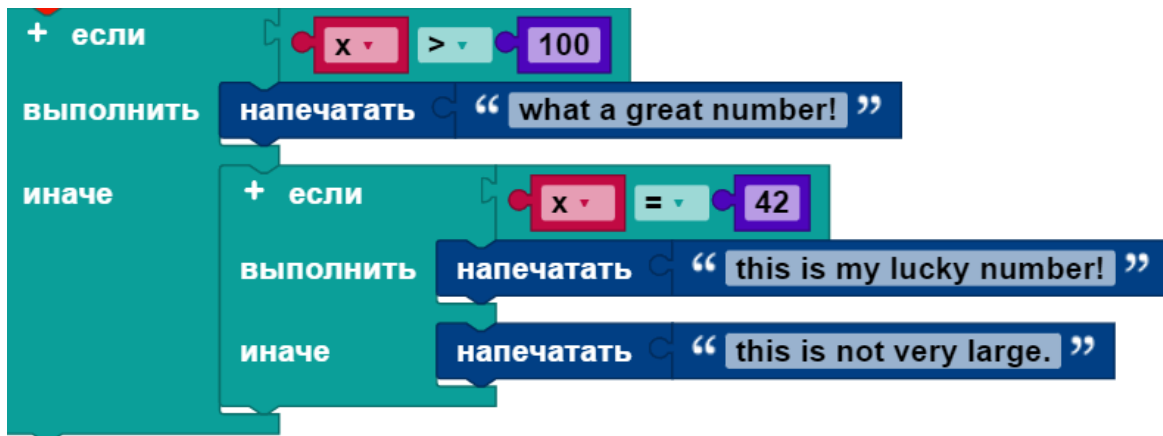 + если x > 100
выполнить напечатать “ what a great number! ”
иначе + если x = 42
выполнить напечатать “ this is my lucky number! ”
иначе напечатать “ this is not very large. ”